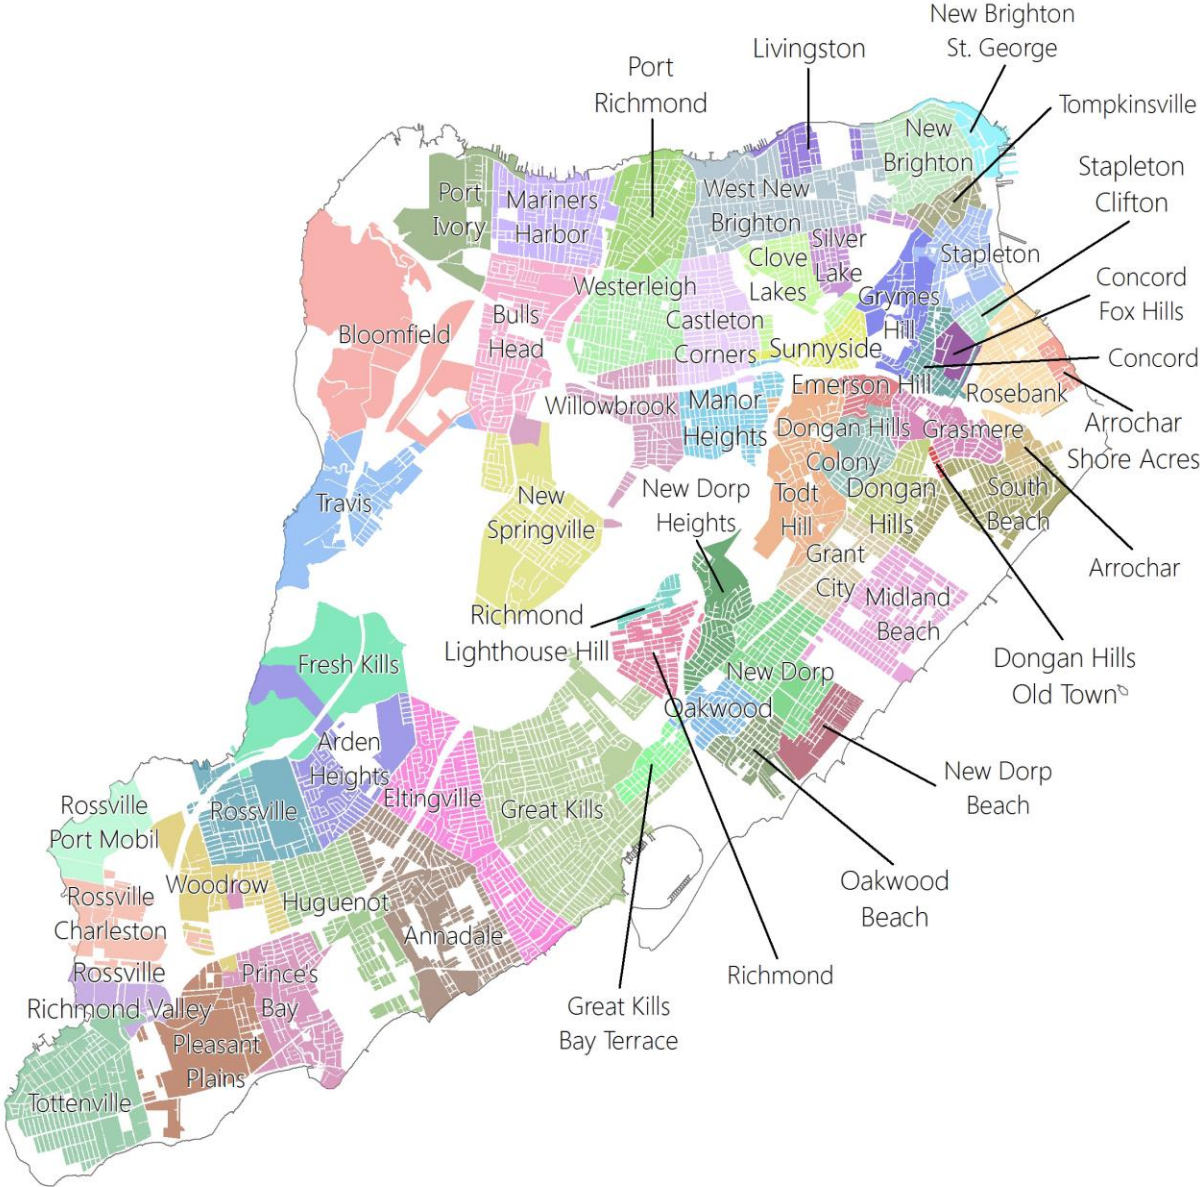 New Brighton
St. George
Livingston
Port
Richmond
Tompkinsville
New
Brighton
Stapleton
Clifton
Port
Ivory
Mariners
Harbor
West New
Brighton
Silver
Lake
Clove
Lakes
Stapleton
Concord
Fox Hills
Westerleigh
Grymes
Hill
Bulls
Head
Bloomfield
Castleton
Corners
Sunnyside
Concord
Emerson Hill
Rosebank
Willowbrook
Manor
Heights
Dongan Hills
Colony
Grasmere
Arrochar
Shore Acres
Travis
New
Springville
New Dorp
Heights
Todt
Hill
Dongan
Hills
South
Beach
Arrochar
Grant
City
Midland
Beach
Richmond
Lighthouse Hill
Fresh Kills
New Dorp
Dongan Hills
Old Town
Oakwood
Arden
Heights
Eltingville
Great Kills
New Dorp
Beach
Rossville
Port Mobil
Rossville
Woodrow
Huguenot
Oakwood
Beach
Rossville
Charleston
Annadale
Rossville
Richmond Valley
Prince's
Bay
Richmond
Great Kills
Bay Terrace
Pleasant
Plains
Tottenville